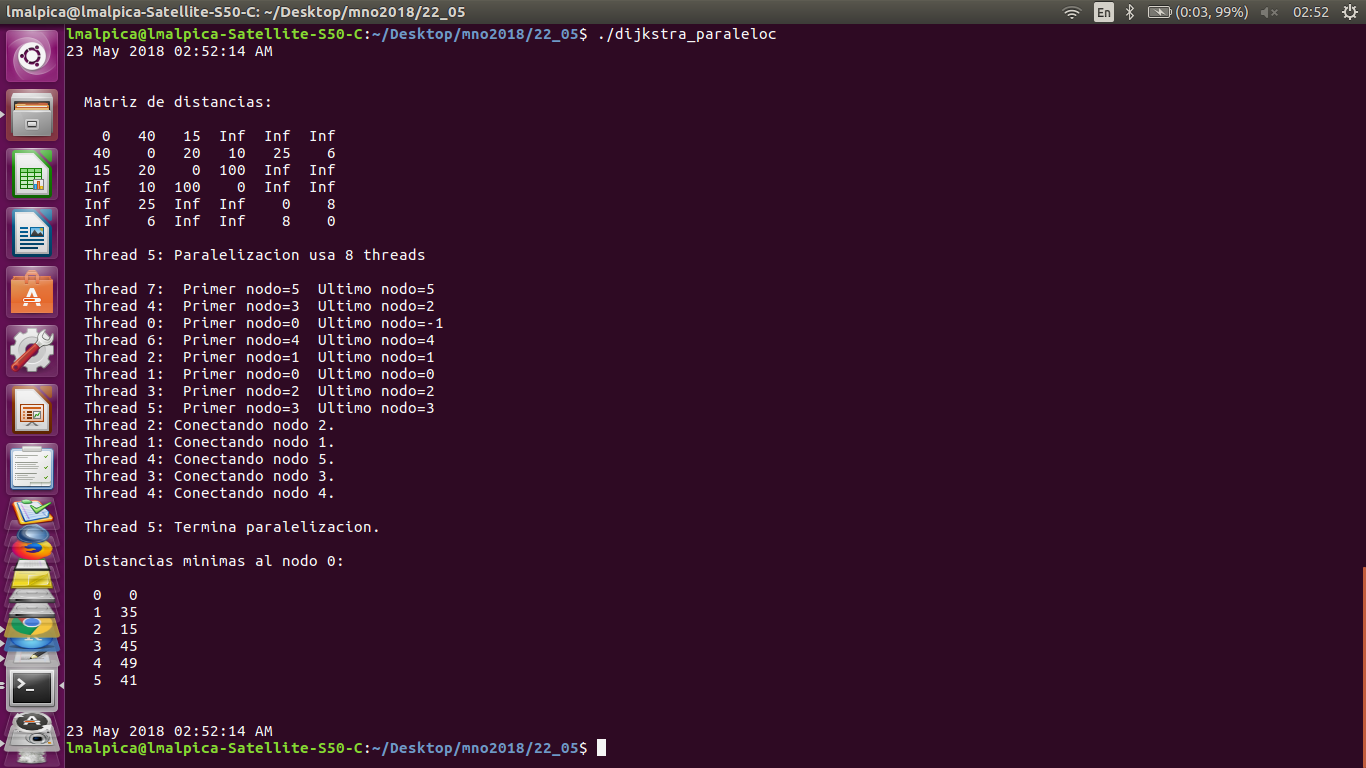 lmalpica@lmalpica-Satellite-S50-C: ~/Desktop/mno2018/22_05
En (0:03, 99%) 02:52
lmalpica@lmalpica-Satellite-S50-C:~/Desktop/mno2018/22_05$ ./dijkstra_paraleloc
23 May 2018 02:52:14 AM
Matriz de distancias:
0 40 15 Inf Inf Inf
40 0 20 10 25 6
15 20 0 100 Inf Inf
Inf 10 100 0 Inf Inf
Inf 25 Inf Inf 0 8
Inf 6 Inf Inf 8 0
Thread 5: Paralelizacion usa 8 threads
Thread 7: Primer nodo=5 Ultimo nodo=5
Thread 4: Primer nodo=3 Ultimo nodo=2
Thread 0: Primer nodo=0 Ultimo nodo=-1
Thread 6: Primer nodo=4 Ultimo nodo=4
Thread 2: Primer nodo=1 Ultimo nodo=1
Thread 1: Primer nodo=0 Ultimo nodo=0
Thread 3: Primer nodo=2 Ultimo nodo=2
Thread 5: Primer nodo=3 Ultimo nodo=3
Thread 2: Conectando nodo 2.
Thread 1: Conectando nodo 1.
Thread 4: Conectando nodo 5.
Thread 3: Conectando nodo 3.
Thread 4: Conectando nodo 4.
Thread 5: Termina paralelizacion.
Distancias minimas al nodo 0:
0 0
1 35
2 15
3 45
4 49
5 41
23 May 2018 02:52:14 AM
lmalpica@lmalpica-Satellite-S50-C:~/Desktop/mno2018/22_05$